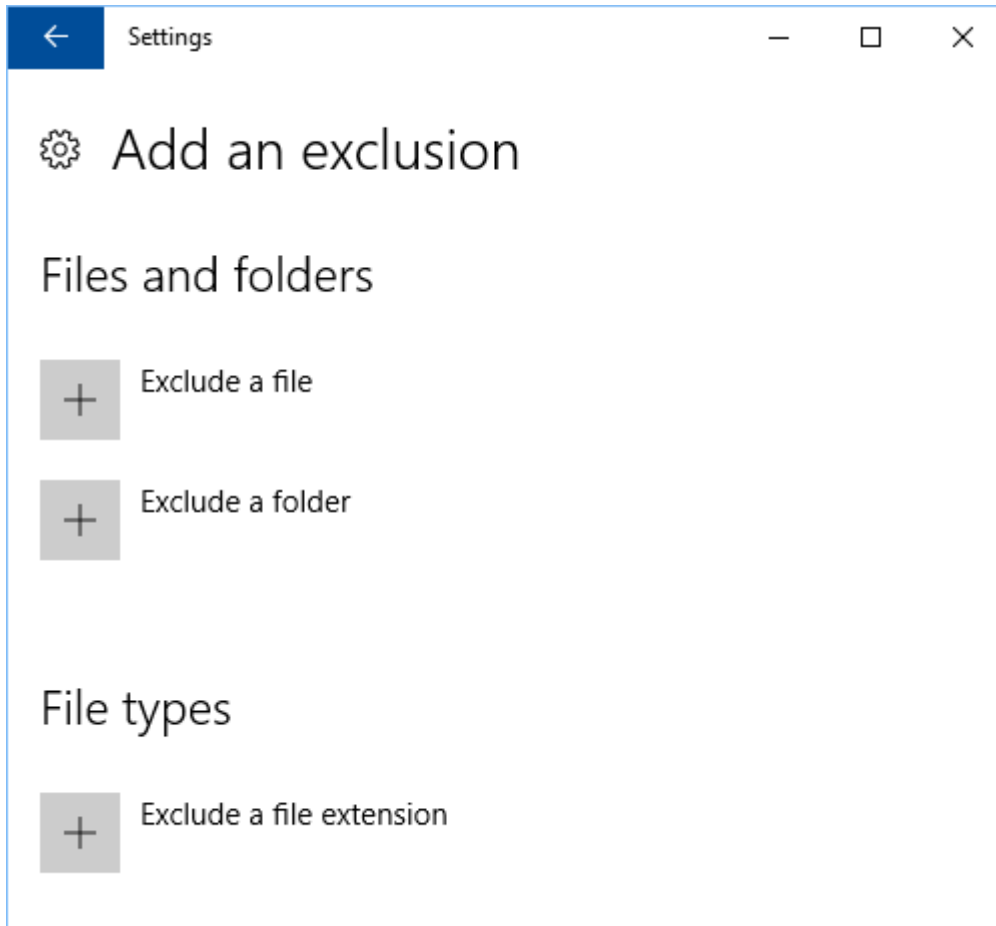 Settings
Add an exclusion
Files and folders
Exclude a file
Exclude a folder
File types
Exclude a file extension